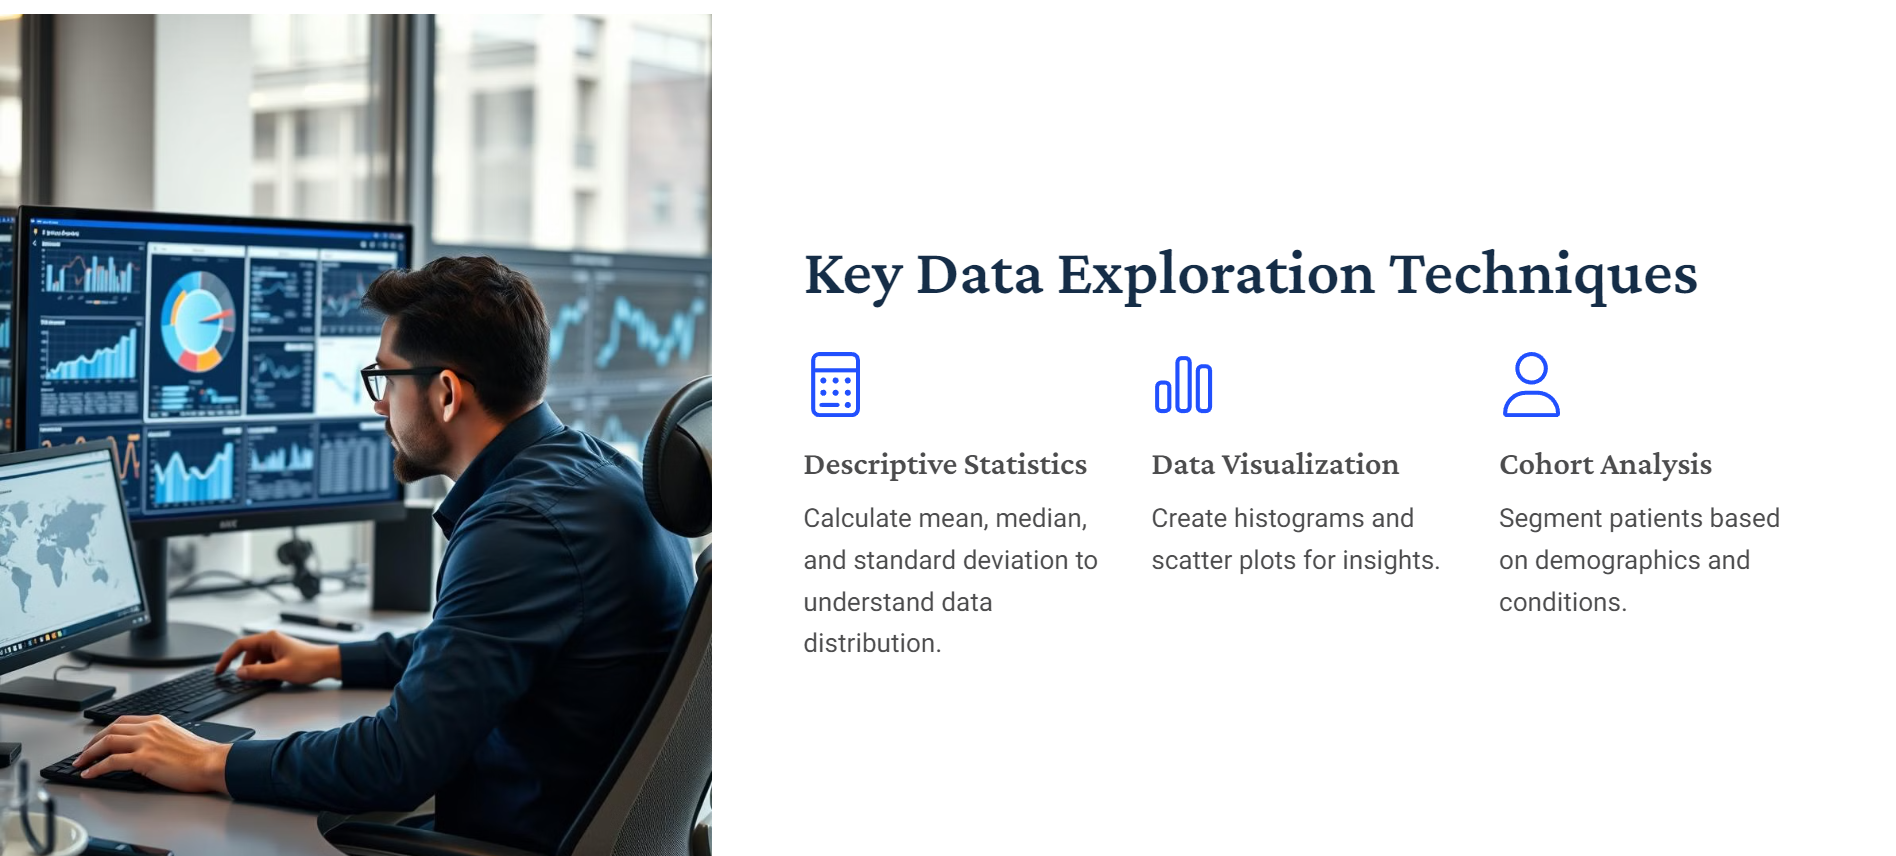 Key Data Exploration Techniques
Descriptive Statistics
Calculate mean, median,
and standard deviation to
understand data
distribution.
Data Visualization
Create histograms and
scatter plots for insights.
Cohort Analysis
Segment patients based
on demographics and
conditions.